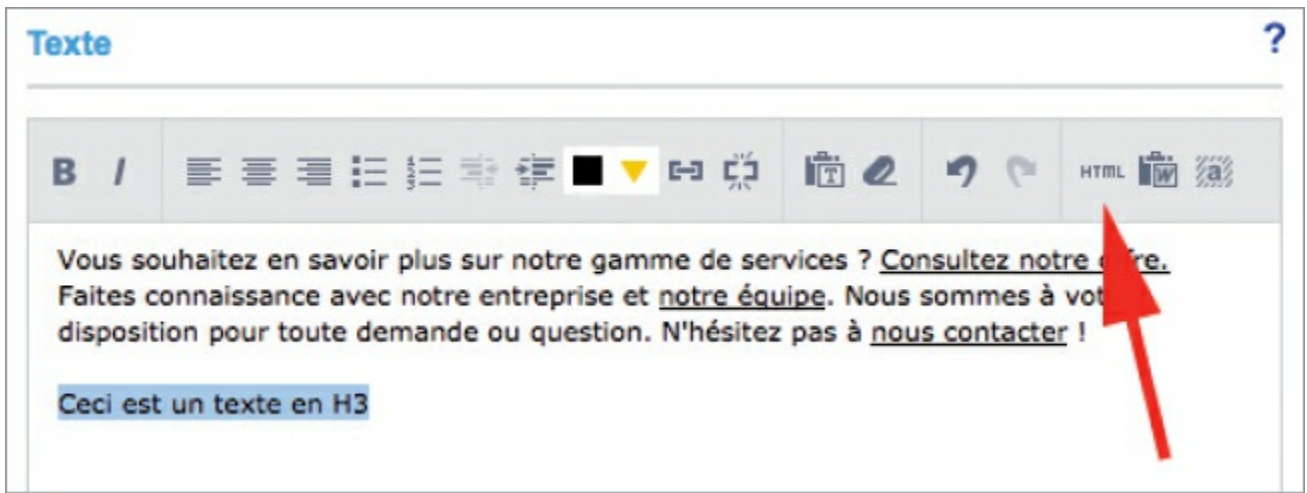 Texte
?
B I HTML
Vous souhaitez en savoir plus sur notre gamme de services ? Consultez notre offre.
Faites connaissance avec notre entreprise et notre équipe. Nous sommes à votre
disposition pour toute demande ou question. N'hésitez pas à nous contacter !
Ceci est un texte en H3